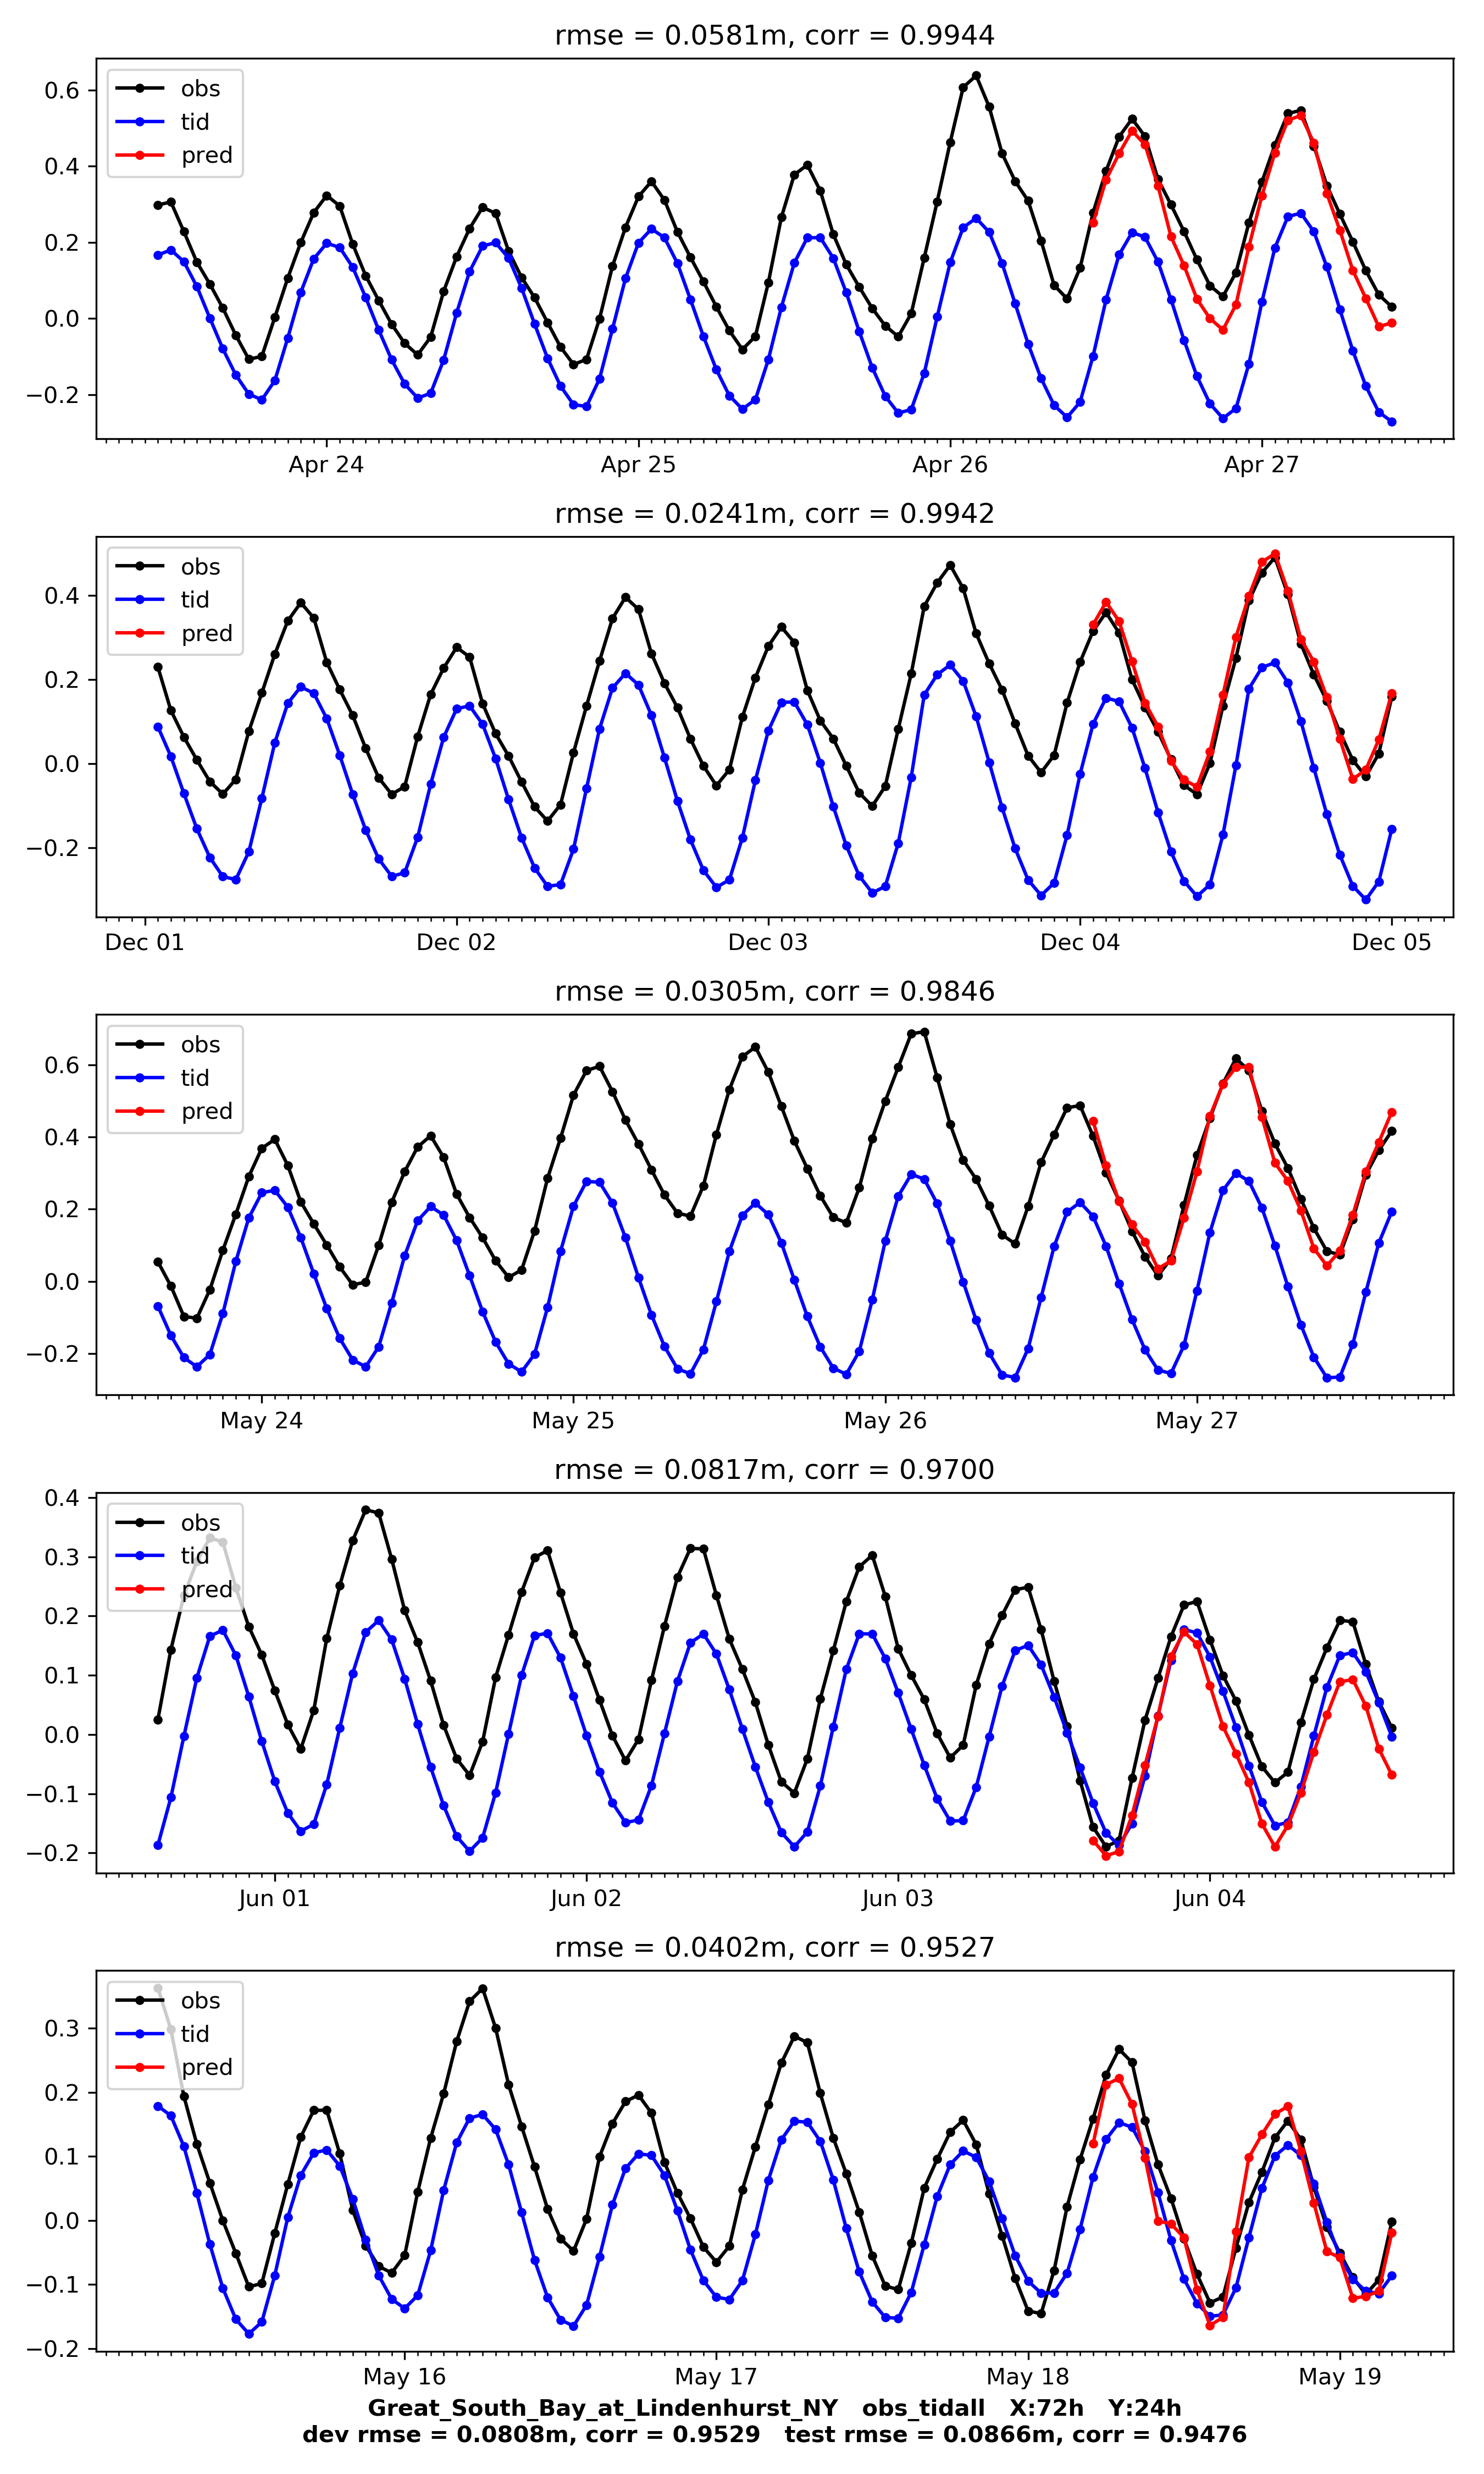 rmse = 0.0581m, corr = 0.9944
obs
tid
pred
0.6
0.4
0.2
0.0
−0.2
Apr 24 Apr 25 Apr 26 Apr 27
rmse = 0.0241m, corr = 0.9942
obs
tid
pred
0.4
0.2
0.0
−0.2
Dec 01 Dec 02 Dec 03 Dec 04 Dec 05
rmse = 0.0305m, corr = 0.9846
obs
tid
pred
0.6
0.4
0.2
0.0
−0.2
May 24 May 25 May 26 May 27
rmse = 0.0817m, corr = 0.9700
obs
tid
pred
0.4
0.3
0.2
0.1
0.0
−0.1
−0.2
Jun 01 Jun 02 Jun 03 Jun 04
rmse = 0.0402m, corr = 0.9527
obs
tid
pred
0.3
0.2
0.1
0.0
−0.1
−0.2
May 16 May 17 May 18 May 19
Great_South_Bay_at_Lindenhurst_NY obs_tidall X:72h Y:24h
dev rmse = 0.0808m, corr = 0.9529 test rmse = 0.0866m, corr = 0.9476